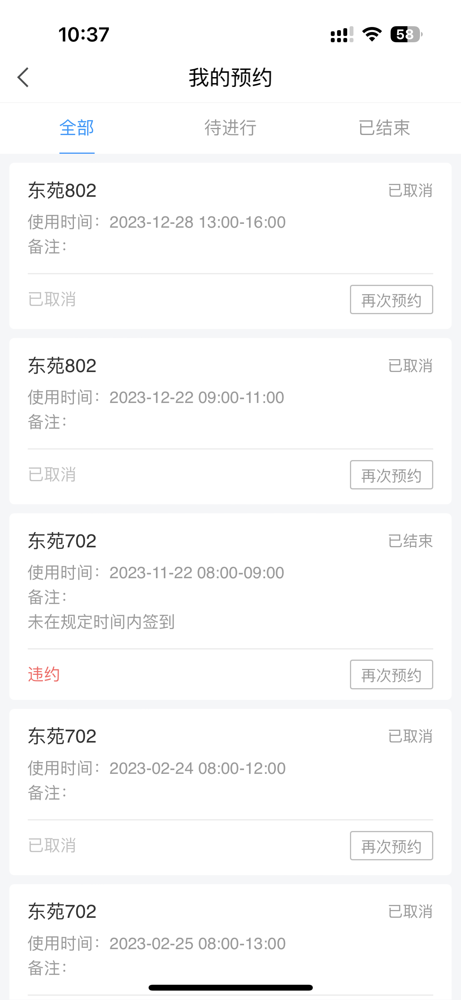 10:37
58
我的预约
全部 待进行 已结束
东苑802 已取消
使用时间：2023-12-28 13:00-16:00
备注：
已取消 再次预约
东苑802 已取消
使用时间：2023-12-22 09:00-11:00
备注：
已取消 再次预约
东苑702 已结束
使用时间：2023-11-22 08:00-09:00
备注：
未在规定时间内签到
违约 再次预约
东苑702 已取消
使用时间：2023-02-24 08:00-12:00
备注：
已取消 再次预约
东苑702 已取消
使用时间：2023-02-25 08:00-13:00
备注：